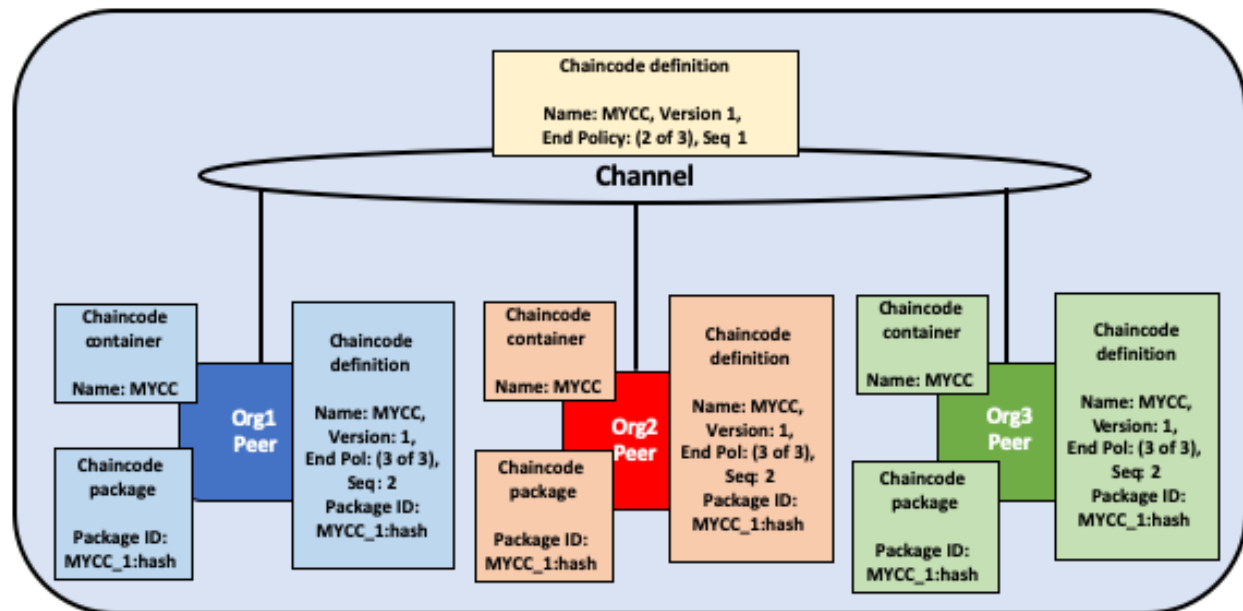 Chaincode definition
Name: MYCC, Version 1,
End Policy: (2 of 3), Seq 1
Channel
Chaincode
container
Name: MYCC
Org1
Peer
Chaincode
package
Package ID:
MYCC_1:hash
Chaincode
definition
Name: MYCC,
Version: 1,
End Pol: (3 of 3),
Seq: 2
Package ID:
MYCC_1:hash
Chaincode
container
Name: MYCC
Org2
Peer
Chaincode
package
Package ID:
MYCC_1:hash
Chaincode
definition
Name: MYCC,
Version: 1,
End Pol: (3 of 3),
Seq: 2
Package ID:
MYCC_1:hash
Chaincode
container
Name: MYCC
Org3
Peer
Chaincode
package
Package ID:
MYCC_1:hash
Chaincode
definition
Name: MYCC,
Version: 1,
End Pol: (3 of 3),
Seq: 2
Package ID:
MYCC_1:hash